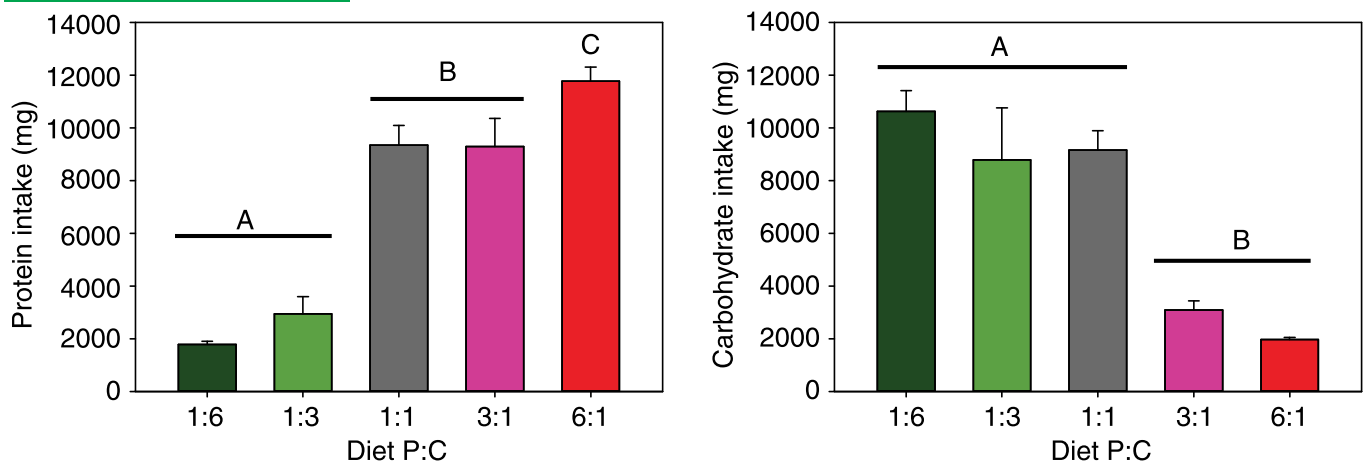 Protein intake (mg)
14000
12000
10000
8000
6000
4000
2000
0
A
B
C
1:6 1:3 1:1 3:1 6:1
Diet P:C
Carbohydrate intake (mg)
14000
12000
10000
8000
6000
4000
2000
0
A
B
1:6 1:3 1:1 3:1 6:1
Diet P:C